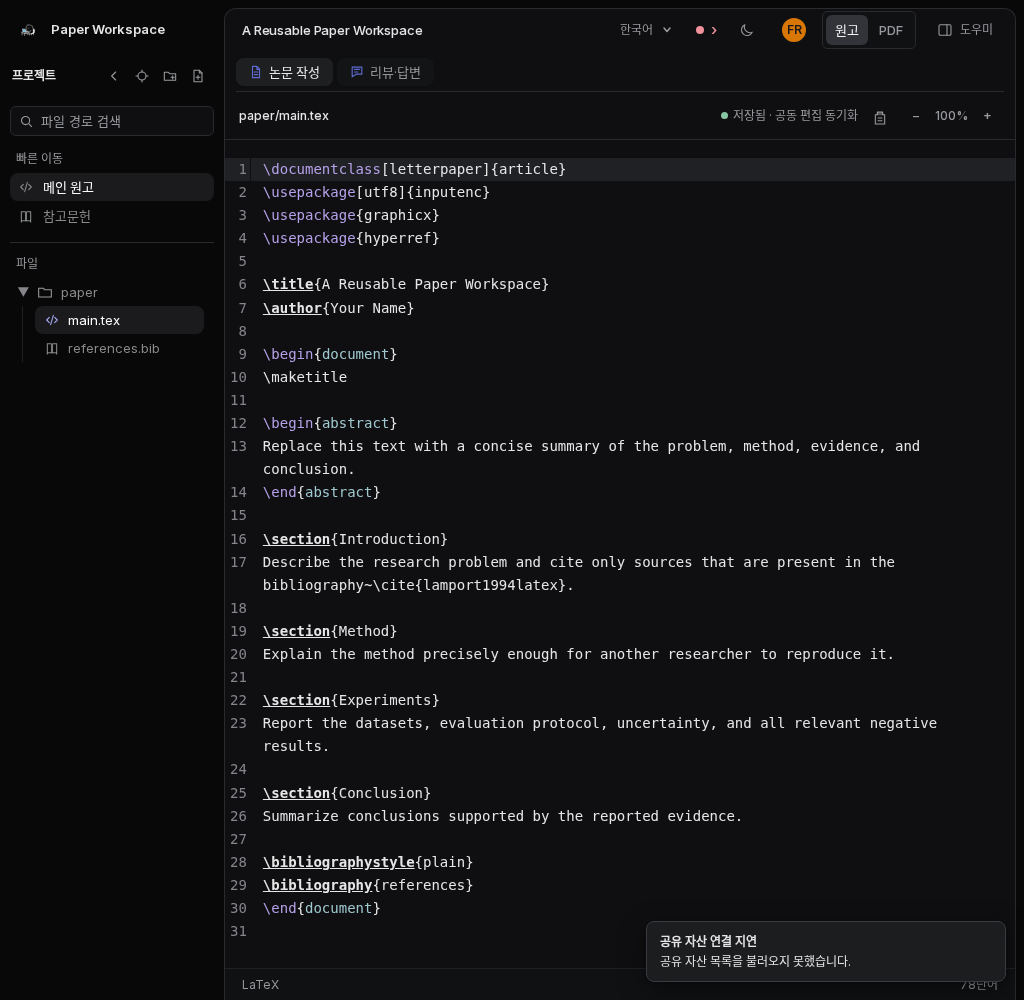 Paper Workspace
프로젝트
파일 경로 검색
빠른 이동
메인 원고
참고문헌
파일
paper
main.tex
references.bib
A Reusable Paper Workspace
한국어
FR
원고
PDF
도우미
논문 작성
리뷰·답변
paper/main.tex
저장됨 · 공동 편집 동기화
− 100% +
1 \documentclass[letterpaper]{article}
2 \usepackage[utf8]{inputenc}
3 \usepackage{graphicx}
4 \usepackage{hyperref}
5
6 \title{A Reusable Paper Workspace}
7 \author{Your Name}
8
9 \begin{document}
10 \maketitle
11
12 \begin{abstract}
13 Replace this text with a concise summary of the problem, method, evidence, and
conclusion.
14 \end{abstract}
15
16 \section{Introduction}
17 Describe the research problem and cite only sources that are present in the
bibliography~\cite{lamport1994latex}.
18
19 \section{Method}
20 Explain the method precisely enough for another researcher to reproduce it.
21
22 \section{Experiments}
23 Report the datasets, evaluation protocol, uncertainty, and all relevant negative
results.
24
25 \section{Conclusion}
26 Summarize conclusions supported by the reported evidence.
27
28 \bibliographystyle{plain}
29 \bibliography{references}
30 \end{document}
31
공유 자산 연결 지연
공유 자산 목록을 불러오지 못했습니다.
LaTeX
78단어